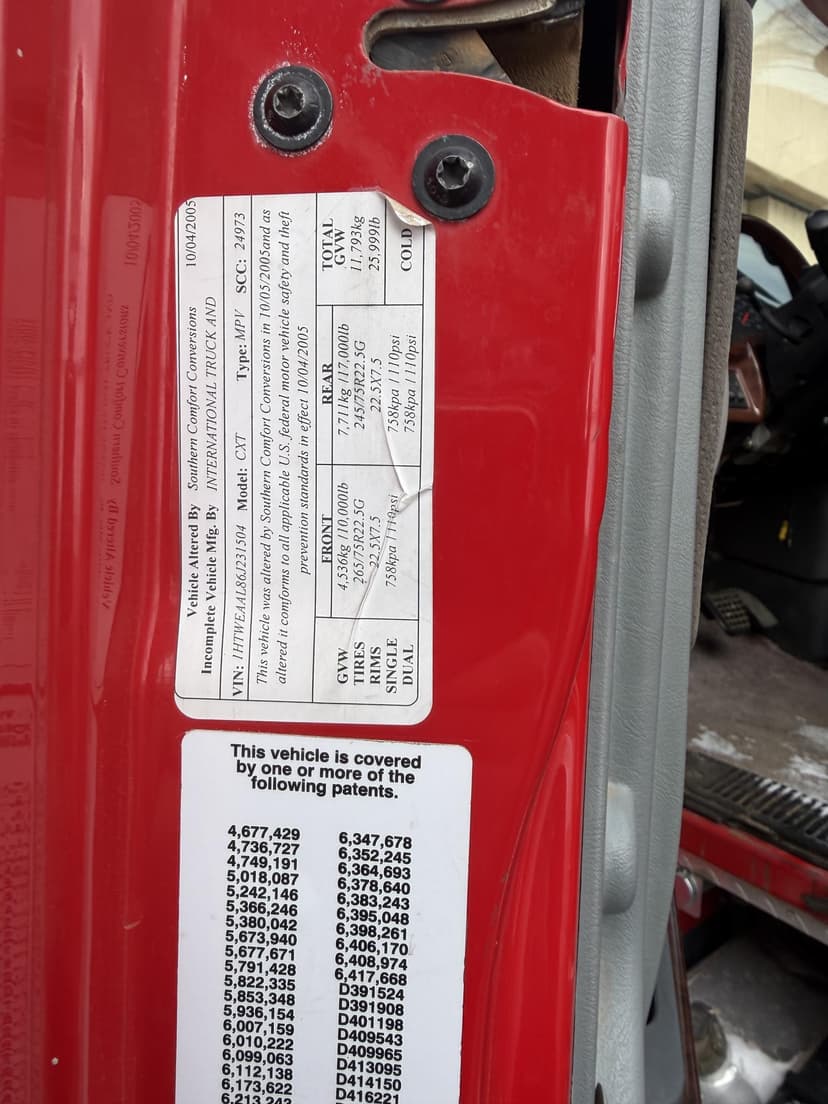 Vehicle Altered By Southern Comfort Conversions 10/04/2005
Incomplete Vehicle Mfg. By INTERNATIONAL TRUCK AND
VIN: 1HTWEAAL86J231504 Model: CXT Type: MPV SCC: 24973
This vehicle was altered by Southern Comfort Conversions in 10/05/2005and as
altered it conforms to all applicable U.S. federal motor vehicle safety and theft
prevention standards in effect 10/04/2005
FRONT REAR TOTAL GVW
GVW 4,536kg /10,000lb 7,711kg /17,000lb 11,793kg
TIRES 265/75R22.5G 245/75R22.5G 25,999lb
RIMS 22.5X7.5 22.5X7.5
SINGLE 758kpa / 110psi 758kpa / 110psi COLD
DUAL 758kpa / 110psi
This vehicle is covered
by one or more of the
following patents.
4,677,429 6,347,678
4,736,727 6,352,245
4,749,191 6,364,693
5,018,087 6,378,640
5,242,146 6,383,243
5,366,246 6,395,048
5,380,042 6,398,261
5,673,940 6,406,170
5,677,671 6,408,974
5,791,428 6,417,668
5,822,335 D391524
5,853,348 D391908
5,936,154 D401198
6,007,159 D409543
6,010,222 D409965
6,099,063 D413095
6,112,138 D414150
6,173,622 D416221
6,213,243